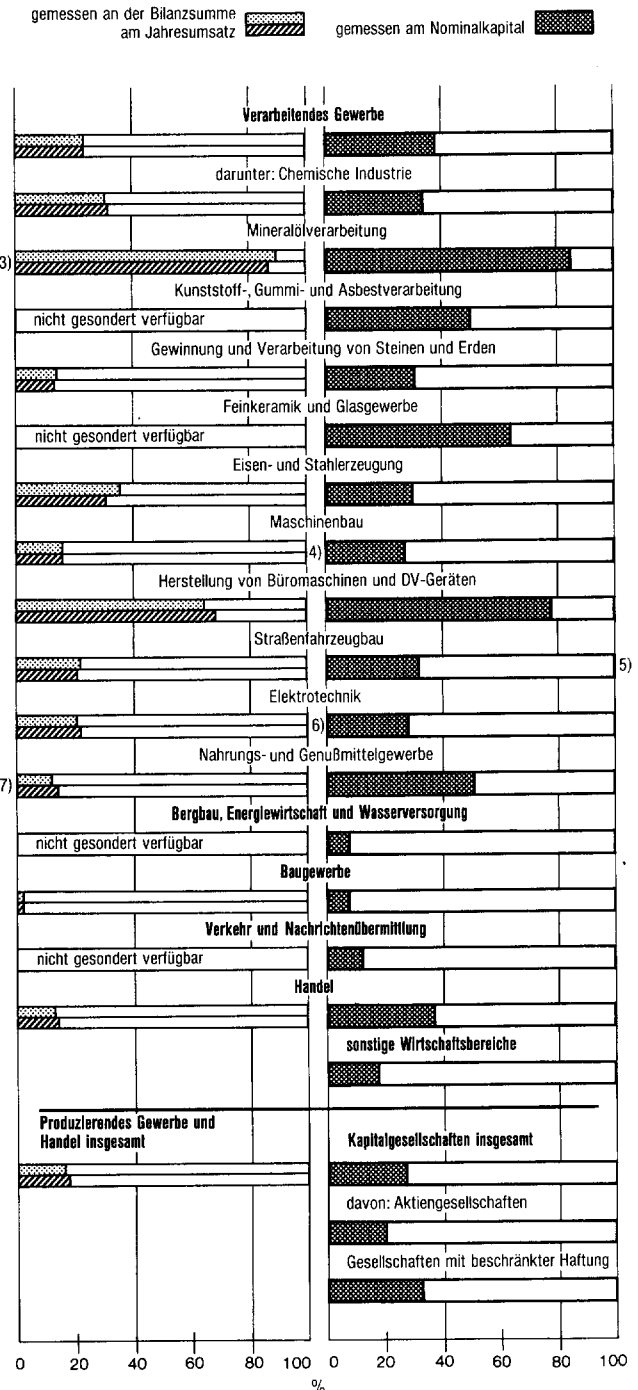 gemessen an der Bilanzsumme
am Jahresumsatz
gemessen am Nominalkapital
Verarbeitendes Gewerbe
darunter: Chemische Industrie
Mineralölverarbeitung
3)
Kunststoff-, Gummi- und Asbestverarbeitung
nicht gesondert verfügbar
Gewinnung und Verarbeitung von Steinen und Erden
Feinkeramik und Glasgewerbe
nicht gesondert verfügbar
Eisen- und Stahlerzeugung
Maschinenbau
4)
Herstellung von Büromaschinen und DV-Geräten
Straßenfahrzeugbau
5)
Elektrotechnik
6)
Nahrungs- und Genußmittelgewerbe
7)
Bergbau, Energiewirtschaft und Wasserversorgung
nicht gesondert verfügbar
Baugewerbe
Verkehr und Nachrichtenübermittlung
nicht gesondert verfügbar
Handel
sonstige Wirtschaftsbereiche
Produzierendes Gewerbe und
Handel insgesamt
Kapitalgesellschaften insgesamt
davon: Aktiengesellschaften
Gesellschaften mit beschränkter Haftung
0 20 40 60 80 100 0 20 40 60 80 100
%